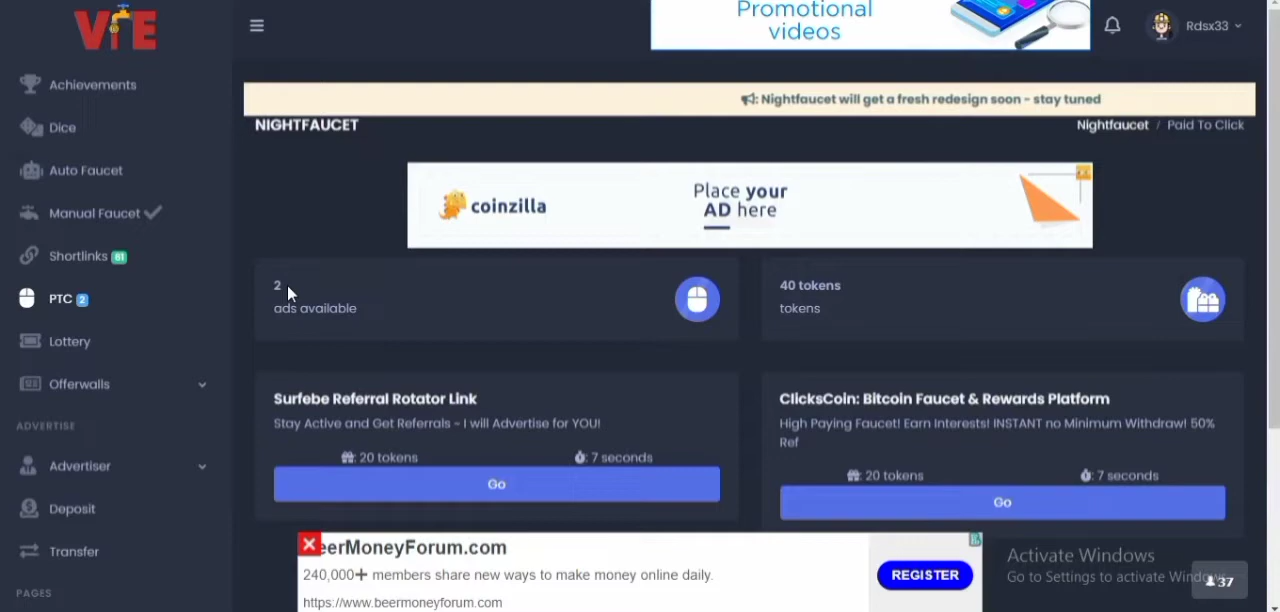 Promotional
videos
VIE
Rdsx33
Achievements
Dice
Auto Faucet
Manual Faucet
Shortlinks 61
PTC 2
Lottery
Offerwalls
ADVERTISE
Advertiser
Deposit
Transfer
PAGES
: Nightfaucet will get a fresh redesign soon - stay tuned
NIGHTFAUCET
Nightfaucet / Paid To Click
coinzilla
Place your
AD here
2
ads available
40 tokens
tokens
Surfebe Referral Rotator Link
Stay Active and Get Referrals - I will Advertise for YOU!
: 20 tokens
: 7 seconds
Go
ClicksCoin: Bitcoin Faucet & Rewards Platform
High Paying Faucet! Earn Interests! INSTANT no Minimum Withdraw! 50%
Ref
: 20 tokens
: 7 seconds
Go
eerMoneyForum.com
240,000+ members share new ways to make money online daily.
https://www.beermoneyforum.com
REGISTER
Activate Windows
Go to Settings to activate Windows
37